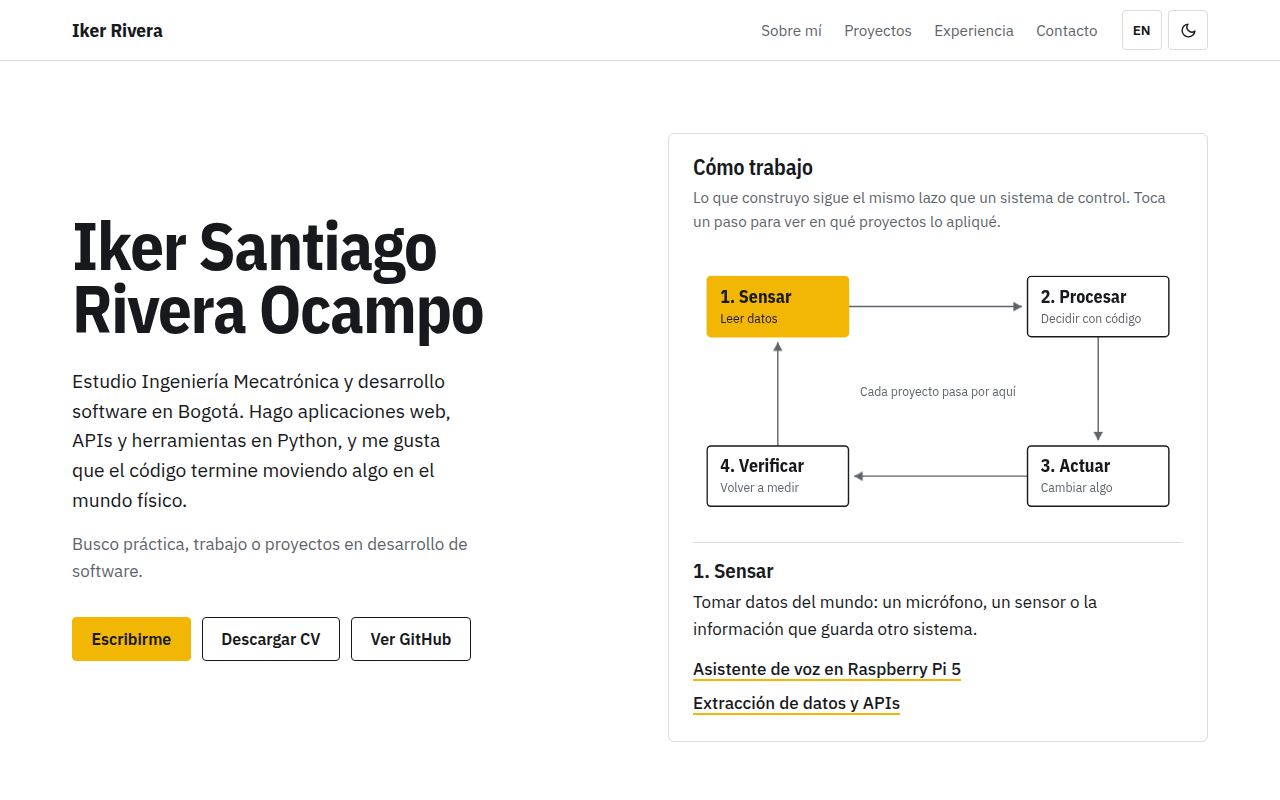 Iker Rivera
Sobre mí
Proyectos
Experiencia
Contacto
EN
Iker Santiago
Rivera Ocampo
Estudio Ingeniería Mecatrónica y desarrollo
software en Bogotá. Hago aplicaciones web,
APIs y herramientas en Python, y me gusta
que el código termine moviendo algo en el
mundo físico.
Busco práctica, trabajo o proyectos en desarrollo de
software.
Escribirme
Descargar CV
Ver GitHub
Cómo trabajo
Lo que construyo sigue el mismo lazo que un sistema de control. Toca
un paso para ver en qué proyectos lo apliqué.
1. Sensar
Leer datos
2. Procesar
Decidir con código
Cada proyecto pasa por aquí
4. Verificar
Volver a medir
3. Actuar
Cambiar algo
1. Sensar
Tomar datos del mundo: un micrófono, un sensor o la
información que guarda otro sistema.
Asistente de voz en Raspberry Pi 5
Extracción de datos y APIs